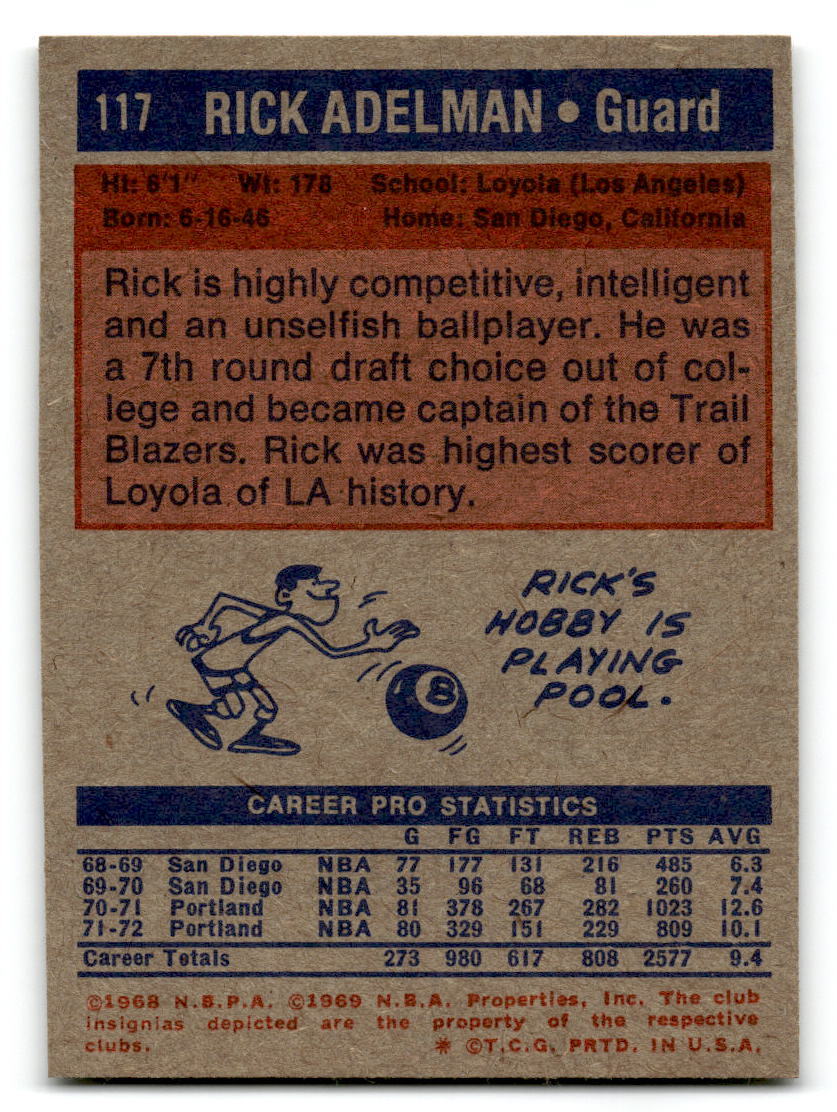 117 RICK ADELMAN • Guard
Ht: 6'1" Wt: 178 School: Loyola (Los Angeles)
Born: 6-16-46 Home: San Diego, California
Rick is highly competitive, intelligent
and an unselfish ballplayer. He was
a 7th round draft choice out of col-
lege and became captain of the Trail
Blazers. Rick was highest scorer of
Loyola of LA history.
RICK'S
HOBBY IS
PLAYING
POOL.
8
CAREER PRO STATISTICS
G FG FT REB PTS AVG
68-69 San Diego NBA 77 177 131 216 485 6.3
69-70 San Diego NBA 35 96 68 81 260 7.4
70-71 Portland NBA 81 378 267 282 1023 12.6
71-72 Portland NBA 80 329 151 229 809 10.1
Career Totals 273 980 617 808 2577 9.4
©1968 N.B.P.A. ©1969 N.B.A. Properties, Inc. The club
insignias depicted are the property of the respective
clubs. * ©T.C.G. PRTD. IN U.S.A.